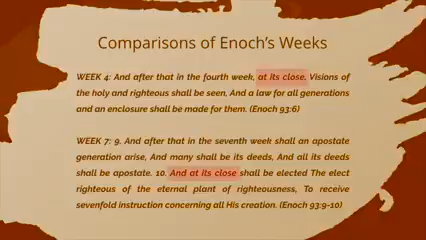 Comparisons of Enoch's Weeks
WEEK 4: And after that in the fourth week, at its close. Visions of
the holy and righteous shall be seen, And a law for all generations
and an enclosure shall be made for them. (Enoch 93:6)
WEEK 7: 9. And after that in the seventh week shall an apostate
generation arise, And many shall be its deeds, And all its deeds
shall be apostate. 10. And at its close shall be elected The elect
righteous of the eternal plant of righteousness, To receive
sevenfold instruction concerning all His creation. (Enoch 93:9-10)